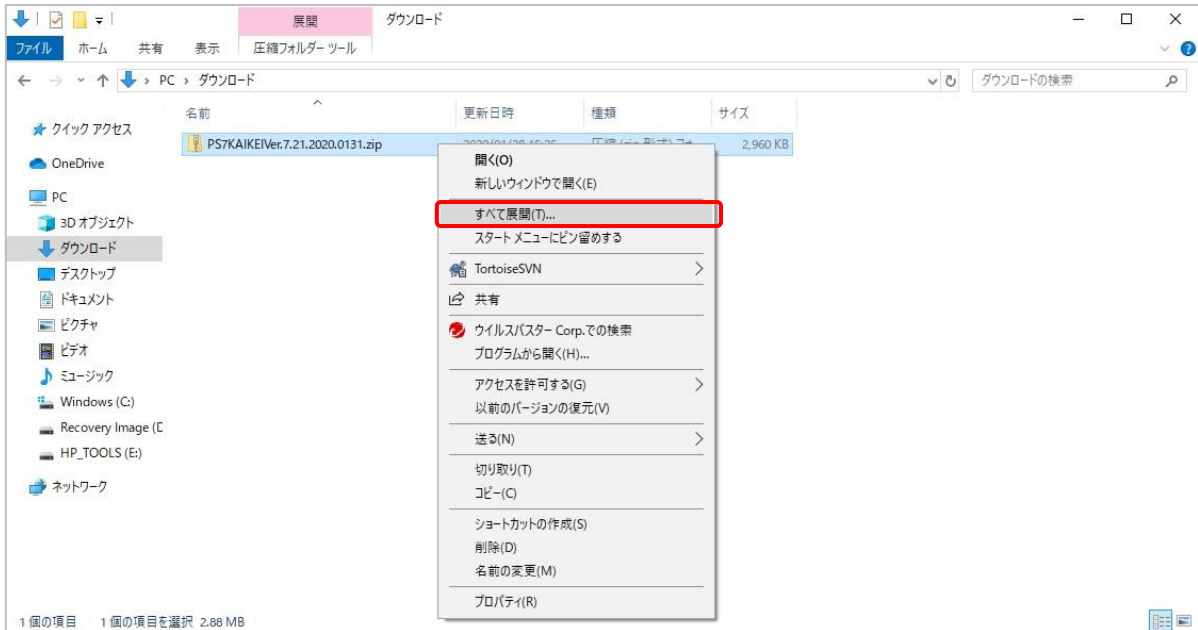 展開
ダウンロード
ファイル
ホーム
共有
表示
圧縮フォルダー ツール
PC › ダウンロード
ダウンロードの検索
名前
更新日時
種類
サイズ
クイック アクセス
OneDrive
PC
3D オブジェクト
ダウンロード
デスクトップ
ドキュメント
ピクチャ
ビデオ
ミュージック
Windows (C:)
Recovery Image (D
HP_TOOLS (E:)
ネットワーク
PS7KAIKEIVer.7.21.2020.0131.zip
2,960 KB
開く(O)
新しいウィンドウで開く(E)
すべて展開(T)...
スタート メニューにピン留めする
TortoiseSVN
共有
ウイルスバスター Corp.での検索
プログラムから開く(H)...
アクセスを許可する(G)
以前のバージョンの復元(V)
送る(N)
切り取り(T)
コピー(C)
ショートカットの作成(S)
削除(D)
名前の変更(M)
プロパティ(R)
1 個の項目
1 個の項目を選択 2.88 MB